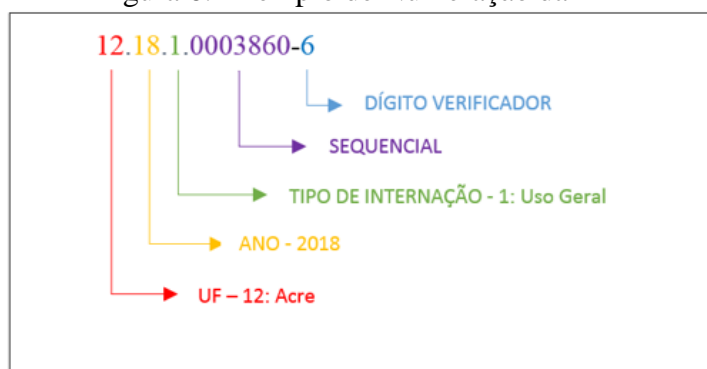 12.18.1.0003860-6
DÍGITO VERIFICADOR
SEQUENCIAL
TIPO DE INTERNAÇÃO - 1: Uso Geral
ANO - 2018
UF – 12: Acre